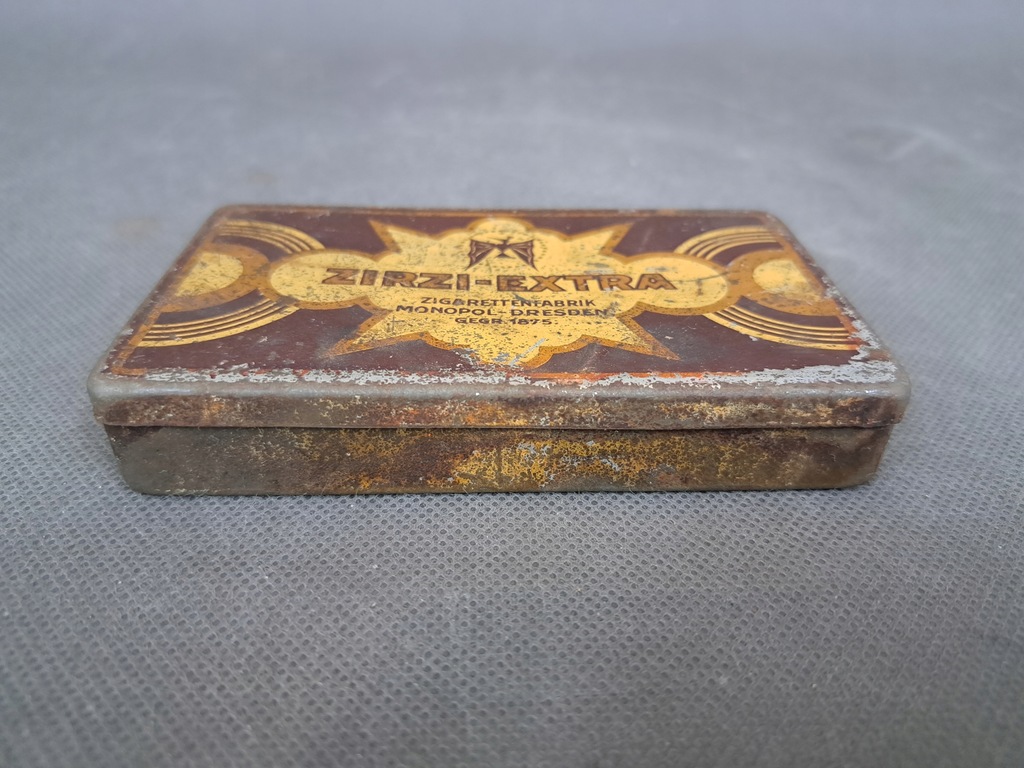 ZIRZI-EXTRA
ZIGARETTENFABRIK
MONOPOL-DRESDEN
GEGR. 1875.